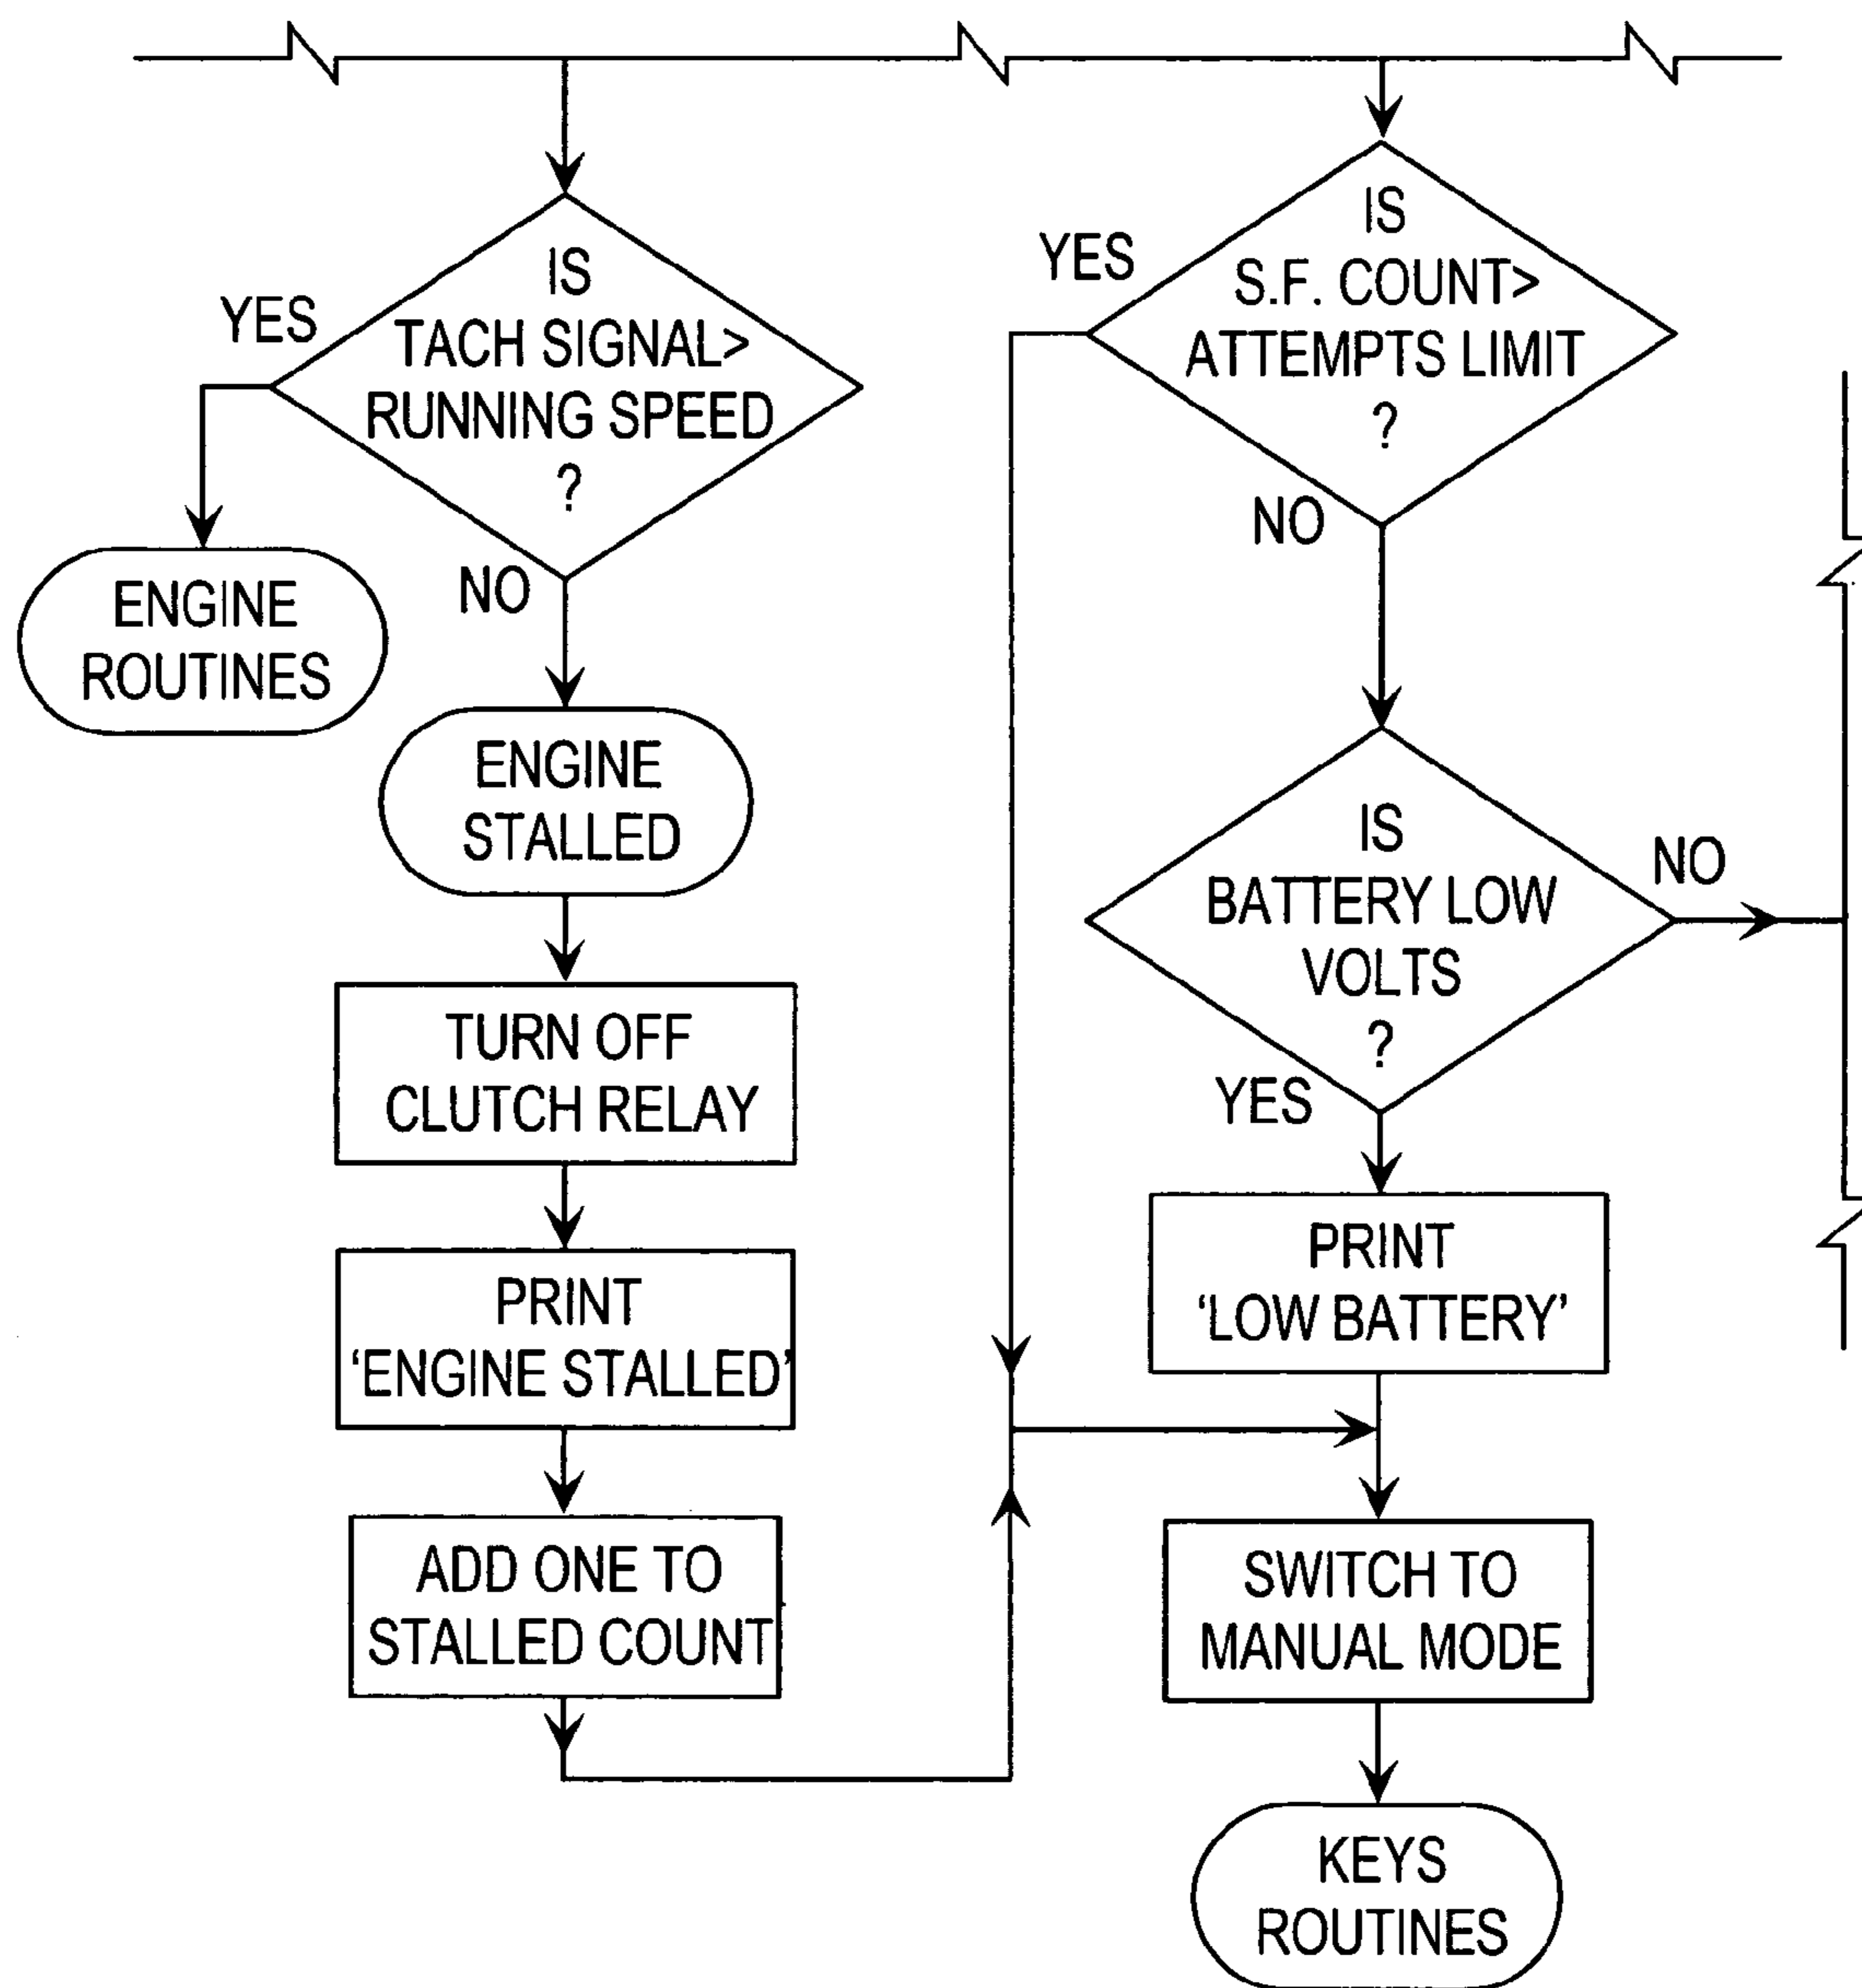 IS
TACH SIGNAL>
RUNNING SPEED
?
YES
NO
ENGINE
ROUTINES
ENGINE
STALLED
TURN OFF
CLUTCH RELAY
PRINT
‘ENGINE STALLED’
ADD ONE TO
STALLED COUNT
IS
S.F. COUNT>
ATTEMPTS LIMIT
?
YES
NO
IS
BATTERY LOW
VOLTS
?
NO
YES
PRINT
‘LOW BATTERY’
SWITCH TO
MANUAL MODE
KEYS
ROUTINES